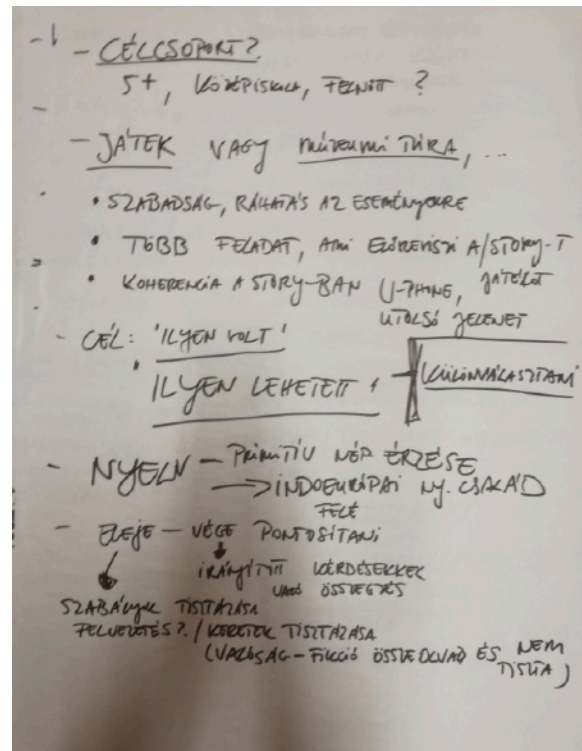 - CÉLCSOPORT?
5+, KÖZÉPISKOLA, FELNŐTT ?
- JÁTÉK VAGY MÚZEUMI TÚRA, ...
• SZABADSÁG, RÁHATÁS AZ ESEMÉNYEKRE
• TÖBB FELADAT, AMI ELŐREVISZI A/STORY-T
JÁTÉKOT
• KOHERENCIA A STORY-BAN
UTOLSÓ JELENET
- CÉL: 'ILYEN VOLT'
ILYEN LEHETETT
KÜLÖNVÁLASZTANI
- NYELV - PRIMITÍV NÉP ÉRZÉSE
→ INDOEURÓPAI NY. CSALÁD
FELÉ
- ELEJE - VÉGE PONTOSÍTANI
IRÁNYÍTOTT KÉRDÉSEKKEL
VALÓ ÖSSZEGZÉS
SZABÁLYOK TISZTÁZÁSA
FELVEZETÉS?. / KERETEK TISZTÁZÁSA
(VALÓSÁG - FIKCIÓ ÖSSZEOLVAD ÉS NEM
TISZTA)